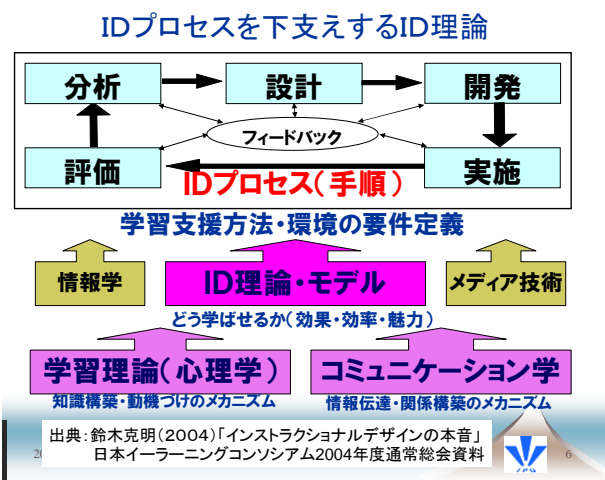 IDプロセスを下支えするID理論
分析
設計
開発
フィードバック
評価
IDプロセス(手順)
実施
学習支援方法・環境の要件定義
情報学
ID理論・モデル
メディア技術
どう学ばせるか(効果・効率・魅力)
学習理論(心理学)
コミュニケーション学
知識構築・動機づけのメカニズム
情報伝達・関係構築のメカニズム
出典:鈴木克明(2004)「インストラクショナルデザインの本音」
日本イーラーニングコンソシアム2004年度通常総会資料
6